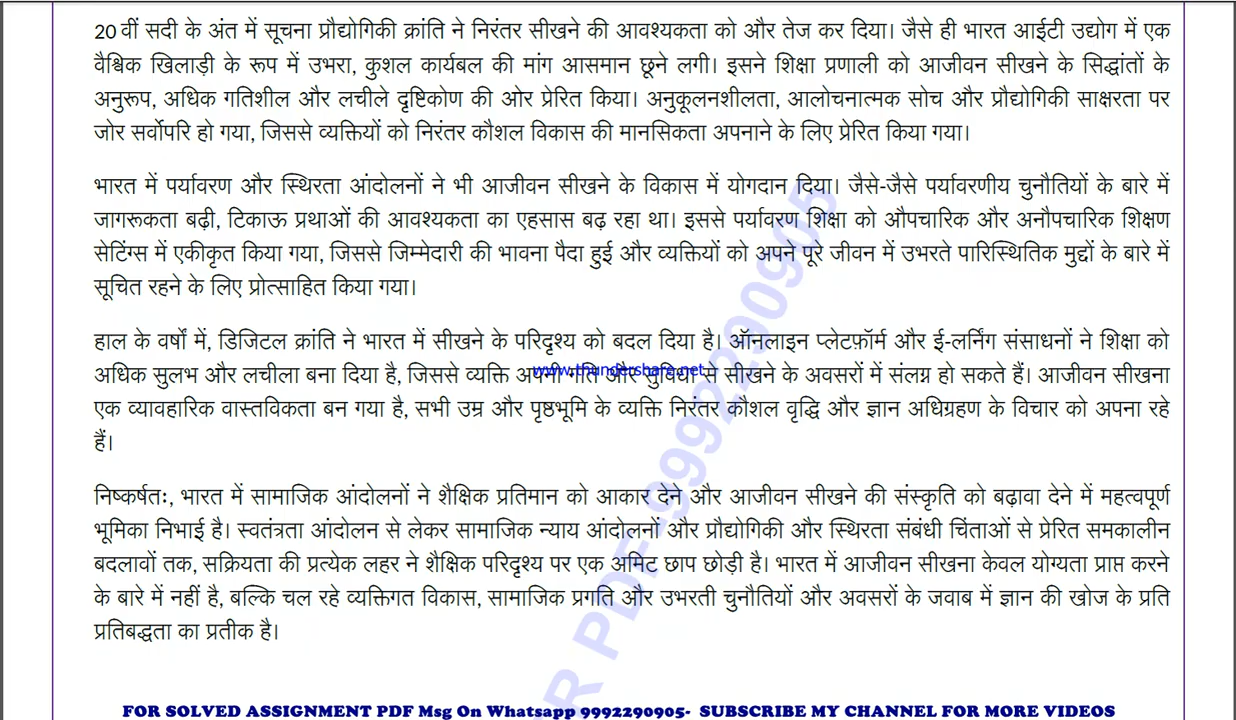 20 वीं सदी के अंत में सूचना प्रौद्योगिकी क्रांति ने निरंतर सीखने की आवश्यकता को और तेज कर दिया। जैसे ही भारत आईटी उद्योग में एक
वैश्विक खिलाड़ी के रूप में उभरा, कुशल कार्यबल की मांग आसमान छूने लगी। इसने शिक्षा प्रणाली को आजीवन सीखने के सिद्धांतों के
अनुरूप, अधिक गतिशील और लचीले दृष्टिकोण की ओर प्रेरित किया। अनुकूलनशीलता, आलोचनात्मक सोच और प्रौद्योगिकी साक्षरता पर
जोर सर्वोपरि हो गया, जिससे व्यक्तियों को निरंतर कौशल विकास की मानसिकता अपनाने के लिए प्रेरित किया गया।
भारत में पर्यावरण और स्थिरता आंदोलनों ने भी आजीवन सीखने के विकास में योगदान दिया। जैसे-जैसे पर्यावरणीय चुनौतियों के बारे में
जागरूकता बढ़ी, टिकाऊ प्रथाओं की आवश्यकता का एहसास बढ़ रहा था। इससे पर्यावरण शिक्षा को औपचारिक और अनौपचारिक शिक्षण
सेटिंग्स में एकीकृत किया गया, जिससे जिम्मेदारी की भावना पैदा हुई और व्यक्तियों को अपने पूरे जीवन में उभरते पारिस्थितिक मुद्दों के बारे में
सूचित रहने के लिए प्रोत्साहित किया गया।
हाल के वर्षों में, डिजिटल क्रांति ने भारत में सीखने के परिदृश्य को बदल दिया है। ऑनलाइन प्लेटफ़ॉर्म और ई-लर्निंग संसाधनों ने शिक्षा को
अधिक सुलभ और लचीला बना दिया है, जिससे व्यक्ति अपनी गति और सुविधा से सीखने के अवसरों में संलग्न हो सकते हैं। आजीवन सीखना
www.thundershare.net
एक व्यावहारिक वास्तविकता बन गया है, सभी उम्र और पृष्ठभूमि के व्यक्ति निरंतर कौशल वृद्धि और ज्ञान अधिग्रहण के विचार को अपना रहे
हैं।
निष्कर्षतः, भारत में सामाजिक आंदोलनों ने शैक्षिक प्रतिमान को आकार देने और आजीवन सीखने की संस्कृति को बढ़ावा देने में महत्वपूर्ण
भूमिका निभाई है। स्वतंत्रता आंदोलन से लेकर सामाजिक न्याय आंदोलनों और प्रौद्योगिकी और स्थिरता संबंधी चिंताओं से प्रेरित समकालीन
बदलावों तक, सक्रियता की प्रत्येक लहर ने शैक्षिक परिदृश्य पर एक अमिट छाप छोड़ी है। भारत में आजीवन सीखना केवल योग्यता प्राप्त करने
के बारे में नहीं है, बल्कि चल रहे व्यक्तिगत विकास, सामाजिक प्रगति और उभरती चुनौतियों और अवसरों के जवाब में ज्ञान की खोज के प्रति
प्रतिबद्धता का प्रतीक है।
R PDF-9992290905
FOR SOLVED ASSIGNMENT PDF Msg On Whatsapp 9992290905- SUBSCRIBE MY CHANNEL FOR MORE VIDEOS